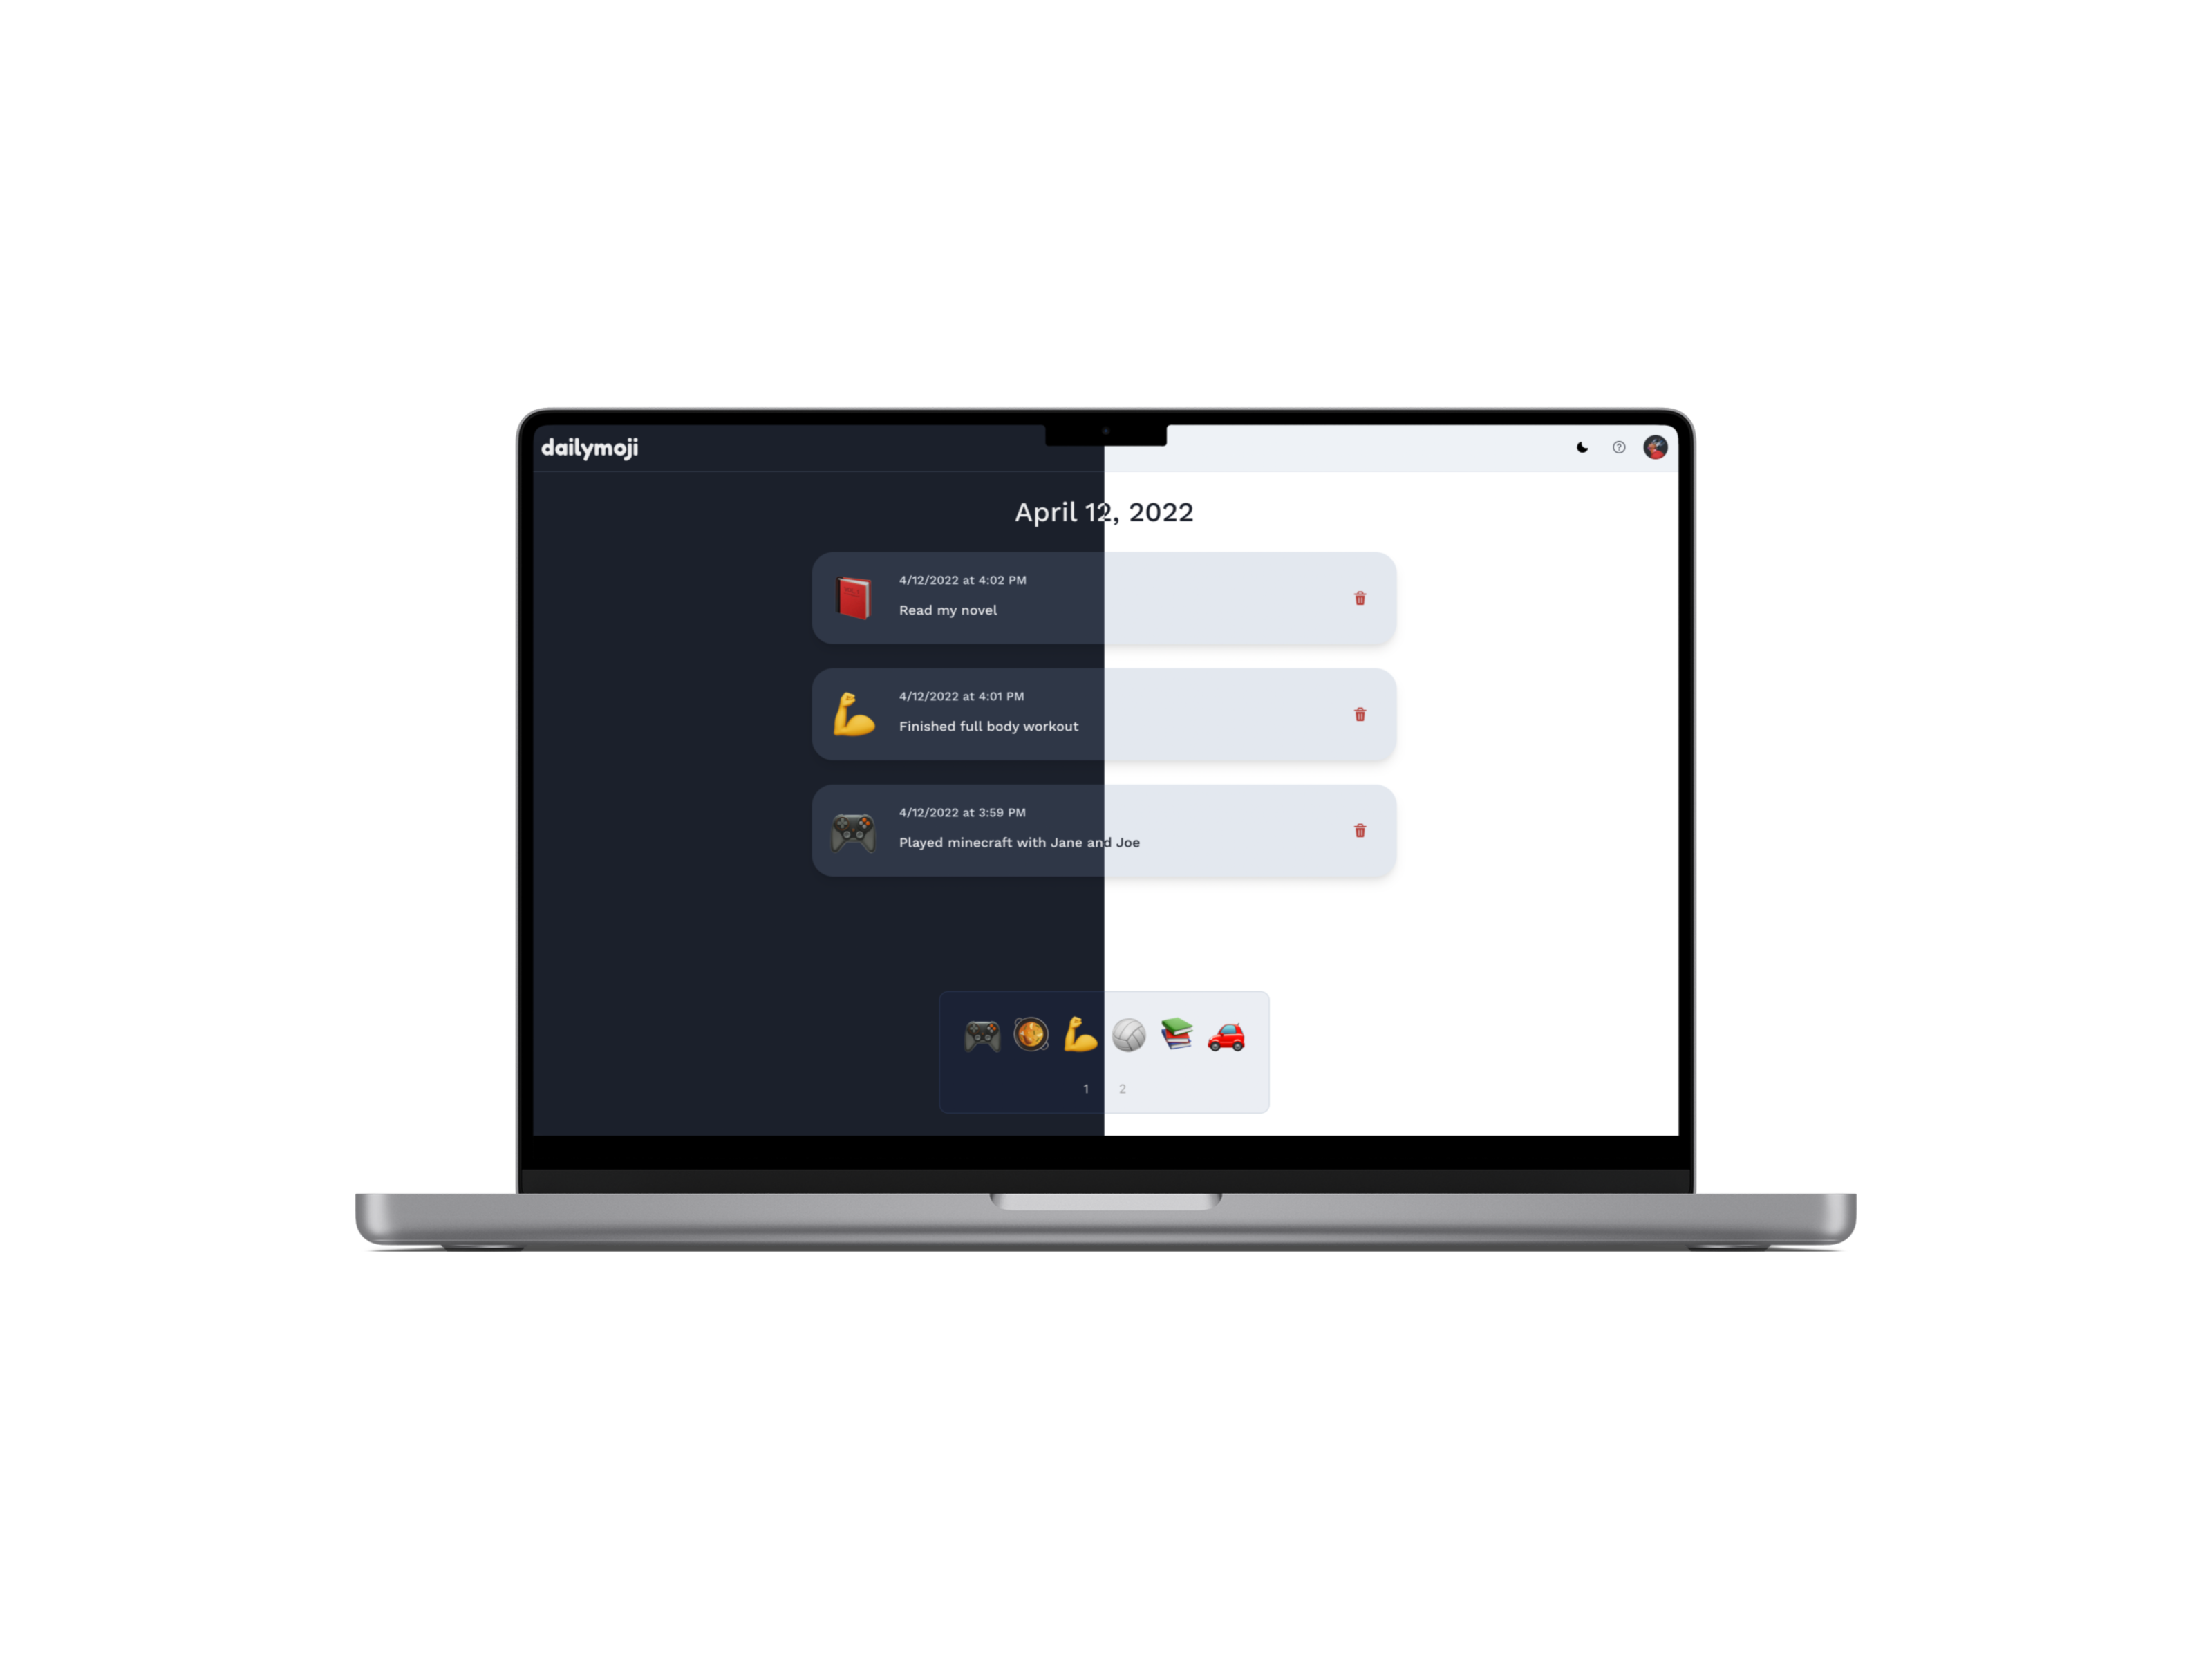 dailymoji
April 12, 2022
4/12/2022 at 4:02 PM
Read my novel
4/12/2022 at 4:01 PM
Finished full body workout
4/12/2022 at 3:59 PM
Played minecraft with Jane and Joe
1 2